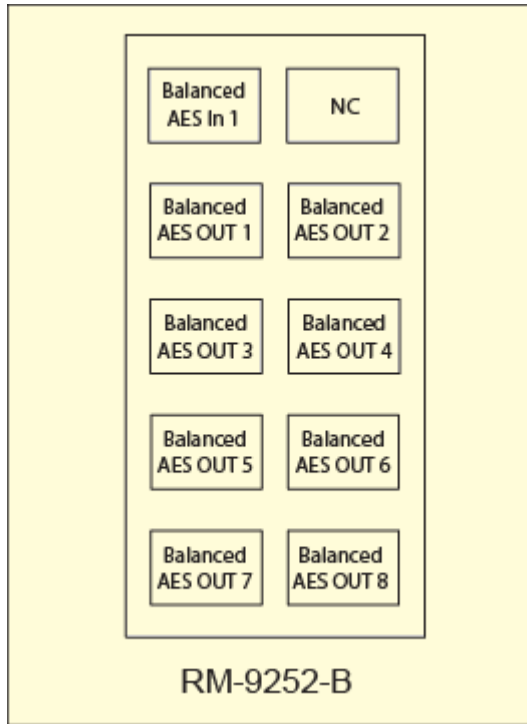 Balanced
AES In 1
NC
Balanced
AES OUT 1
Balanced
AES OUT 2
Balanced
AES OUT 3
Balanced
AES OUT 4
Balanced
AES OUT 5
Balanced
AES OUT 6
Balanced
AES OUT 7
Balanced
AES OUT 8
RM-9252-B